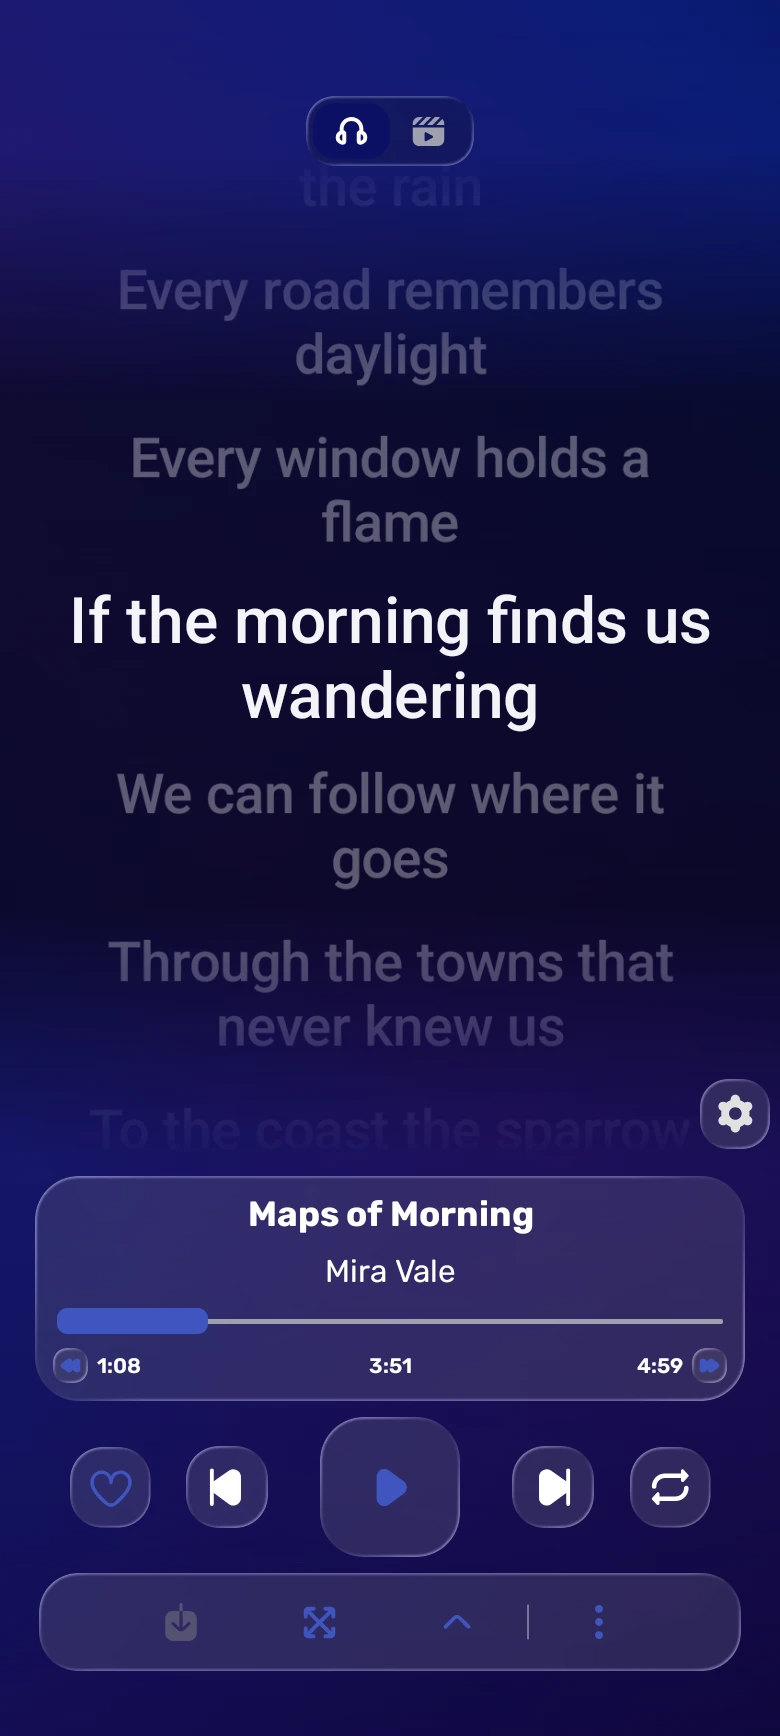 the rain
Every road remembers
daylight
Every window holds a
flame
If the morning finds us
wandering
We can follow where it
goes
Through the towns that
never knew us
To the coast the sparrow
Maps of Morning
Mira Vale
1:08 3:51 4:59